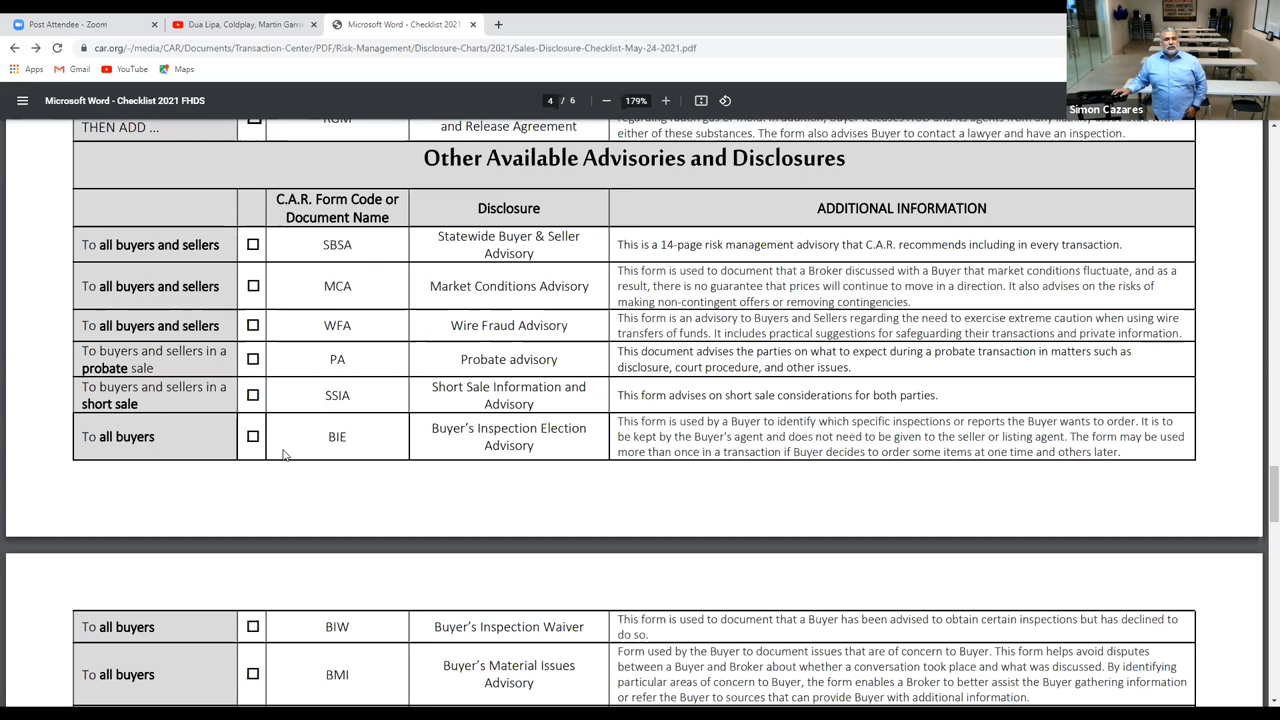 Post Attendee - Zoom
Dua Lipa, Coldplay, Martin Garri
Microsoft Word - Checklist 2021
car.org/-/media/CAR/Documents/Transaction-Center/PDF/Risk-Management/Disclosure-Charts/2021/Sales-Disclosure-Checklist-May-24-2021.pdf
Apps Gmail YouTube Maps
Microsoft Word - Checklist 2021 FHDS
4 / 6
179%
Simon Cazares
THEN ADD ...
and Release Agreement
either of these substances. The form also advises Buyer to contact a lawyer and have an inspection.
Other Available Advisories and Disclosures
C.A.R. Form Code or
Document Name
Disclosure
ADDITIONAL INFORMATION
To all buyers and sellers
SBSA
Statewide Buyer & Seller
Advisory
This is a 14-page risk management advisory that C.A.R. recommends including in every transaction.
To all buyers and sellers
MCA
Market Conditions Advisory
This form is used to document that a Broker discussed with a Buyer that market conditions fluctuate, and as a
result, there is no guarantee that prices will continue to move in a direction. It also advises on the risks of
making non-contingent offers or removing contingencies.
To all buyers and sellers
WFA
Wire Fraud Advisory
This form is an advisory to Buyers and Sellers regarding the need to exercise extreme caution when using wire
transfers of funds. It includes practical suggestions for safeguarding their transactions and private information.
To buyers and sellers in a
probate sale
PA
Probate advisory
This document advises the parties on what to expect during a probate transaction in matters such as
disclosure, court procedure, and other issues.
To buyers and sellers in a
short sale
SSIA
Short Sale Information and
Advisory
This form advises on short sale considerations for both parties.
To all buyers
BIE
Buyer's Inspection Election
Advisory
This form is used by a Buyer to identify which specific inspections or reports the Buyer wants to order. It is to
be kept by the Buyer's agent and does not need to be given to the seller or listing agent. The form may be used
more than once in a transaction if Buyer decides to order some items at one time and others later.
To all buyers
BIW
Buyer's Inspection Waiver
This form is used to document that a Buyer has been advised to obtain certain inspections but has declined to
do so.
To all buyers
BMI
Buyer's Material Issues
Advisory
Form used by the Buyer to document issues that are of concern to Buyer. This form helps avoid disputes
between a Buyer and Broker about whether a conversation took place and what was discussed. By identifying
particular areas of concern to Buyer, the form enables a Broker to better assist the Buyer gathering information
or refer the Buyer to sources that can provide Buyer with additional information.